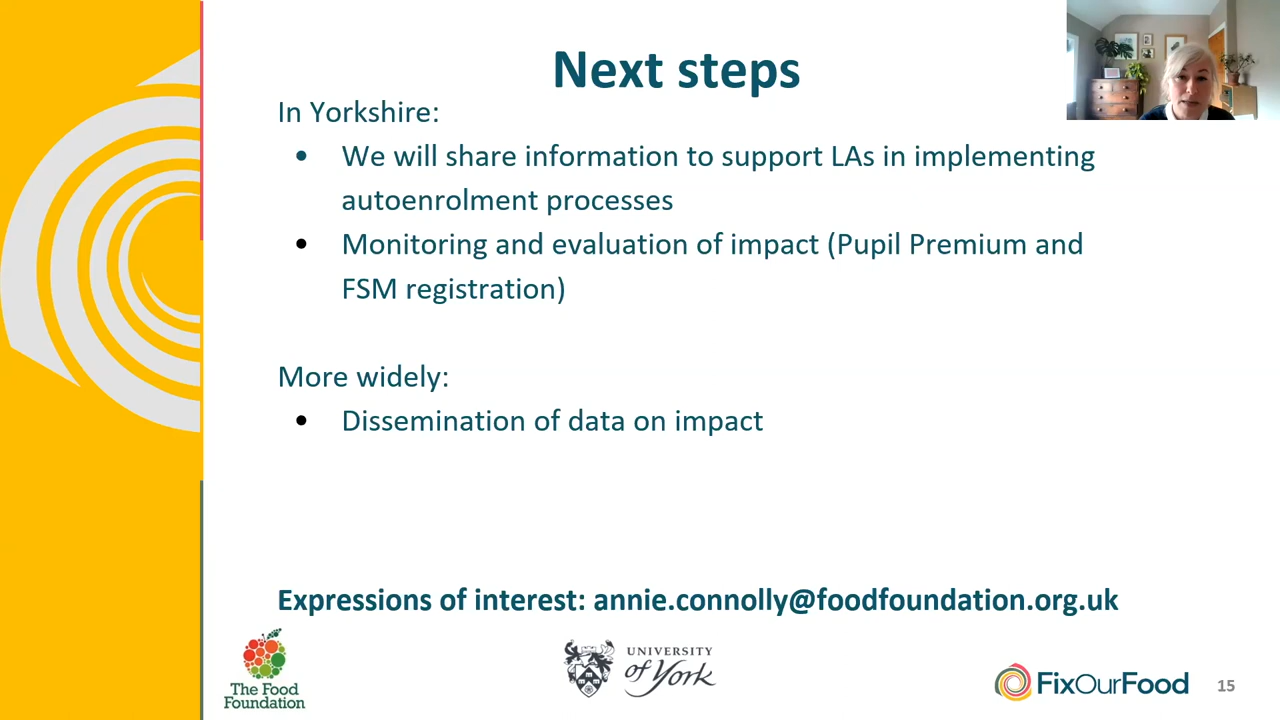 Next steps
In Yorkshire:
• We will share information to support LAs in implementing
autoenrolment processes
• Monitoring and evaluation of impact (Pupil Premium and
FSM registration)
More widely:
• Dissemination of data on impact
Expressions of interest: annie.connolly@foodfoundation.org.uk
The Food
Foundation
UNIVERSITY
of York
FixOurFood
15